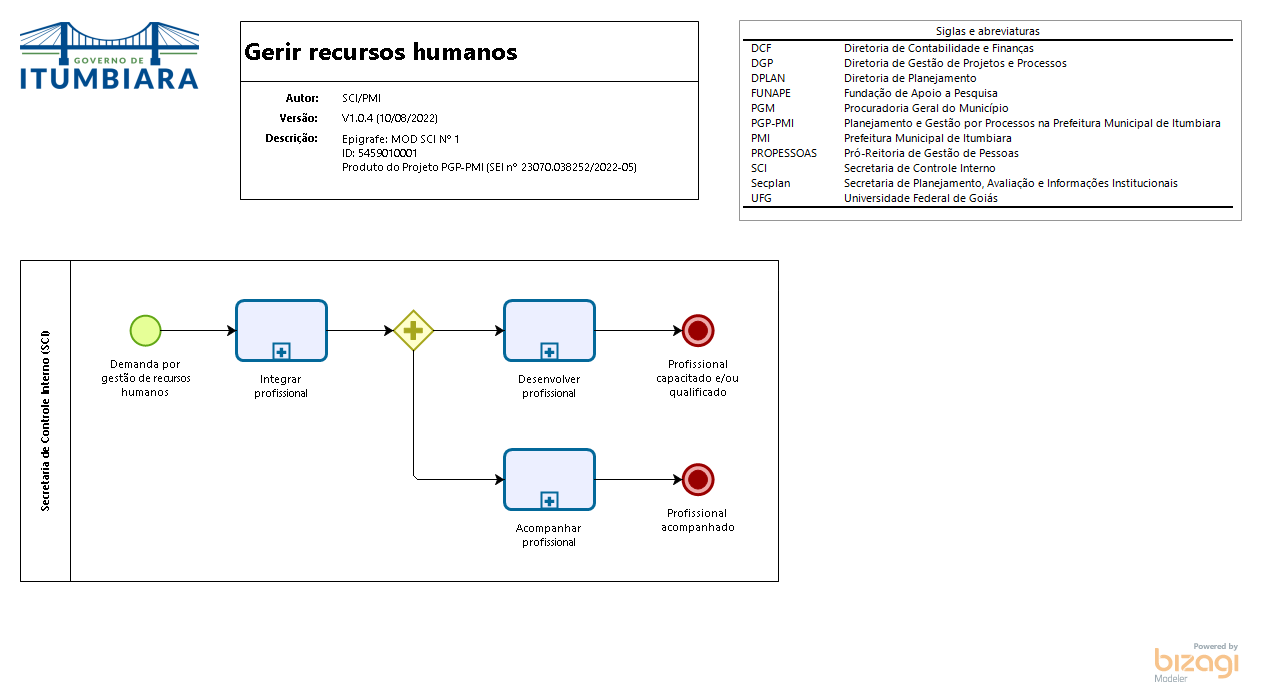 GOVERNO DE
ITUMBIARA
Gerir recursos humanos
Autor: SCI/PMI
Versão: V1.0.4 (10/08/2022)
Descrição: Epigrafe: MOD SCI Nº 1
ID: 5459010001
Produto do Projeto PGP-PMI (SEI nº 23070.038252/2022-05)
Siglas e abreviaturas
DCF Diretoria de Contabilidade e Finanças
DGP Diretoria de Gestão de Projetos e Processos
DPLAN Diretoria de Planejamento
FUNAPE Fundação de Apoio a Pesquisa
PGM Procuradoria Geral do Município
PGP-PMI Planejamento e Gestão por Processos na Prefeitura Municipal de Itumbiara
PMI Prefeitura Municipal de Itumbiara
PROPESSOAS Pró-Reitoria de Gestão de Pessoas
SCI Secretaria de Controle Interno
Secplan Secretaria de Planejamento, Avaliação e Informações Institucionais
UFG Universidade Federal de Goiás
Secretaria de Controle Interno (SCI)
Demanda por
gestão de recursos
humanos
Integrar
profissional
Desenvolver
profissional
Profissional
capacitado e/ou
qualificado
Acompanhar
profissional
Profissional
acompanhado
Powered by
bizagi
Modeler